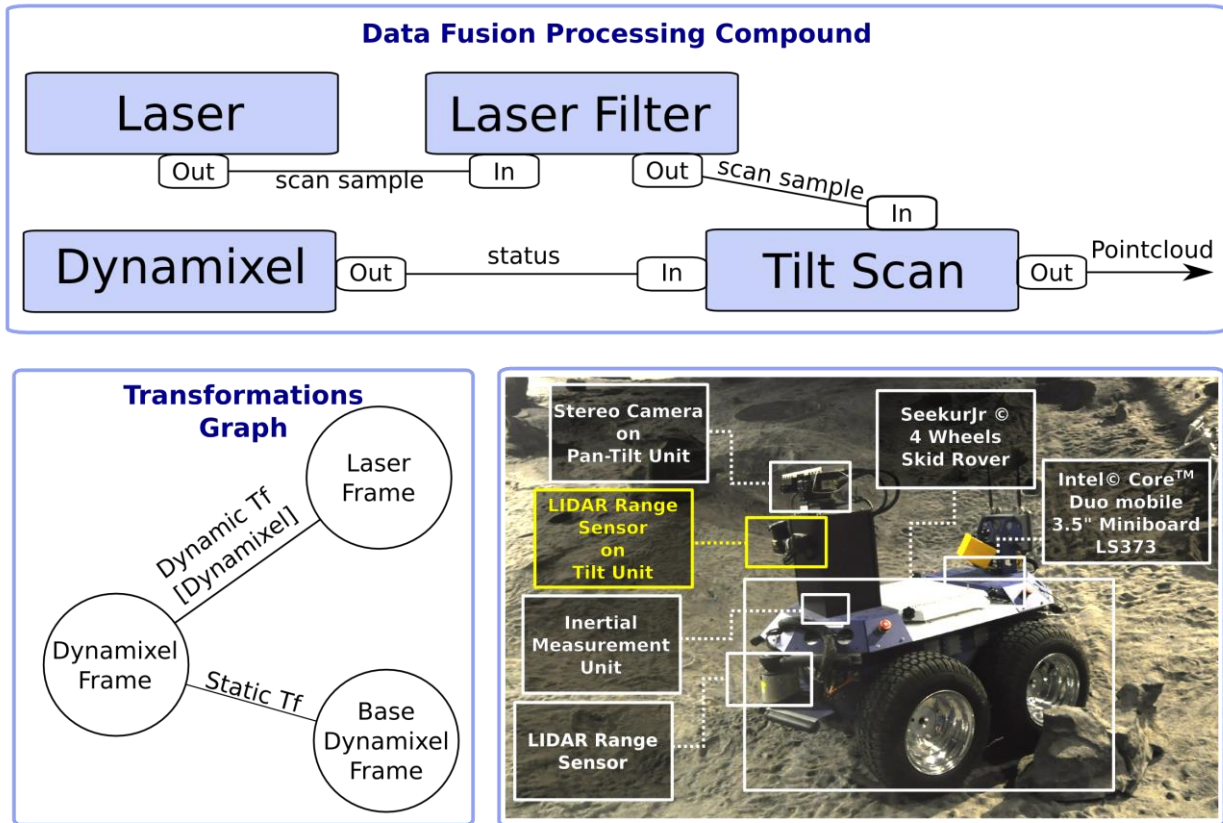 Data Fusion Processing Compound
Laser
Laser Filter
Out
scan sample
In
Out
scan sample
In
Dynamixel
Out
status
In
Tilt Scan
Out
Pointcloud
Transformations
Graph
Laser
Frame
Dynamic Tf
[Dynamixel]
Dynamixel
Frame
Static Tf
Base
Dynamixel
Frame
Stereo Camera
on
Pan-Tilt Unit
SeekurJr ©
4 Wheels
Skid Rover
LIDAR Range
Sensor
on
Tilt Unit
Intel© Core™
Duo mobile
3.5" Miniboard
LS373
Inertial
Measurement
Unit
LIDAR Range
Sensor